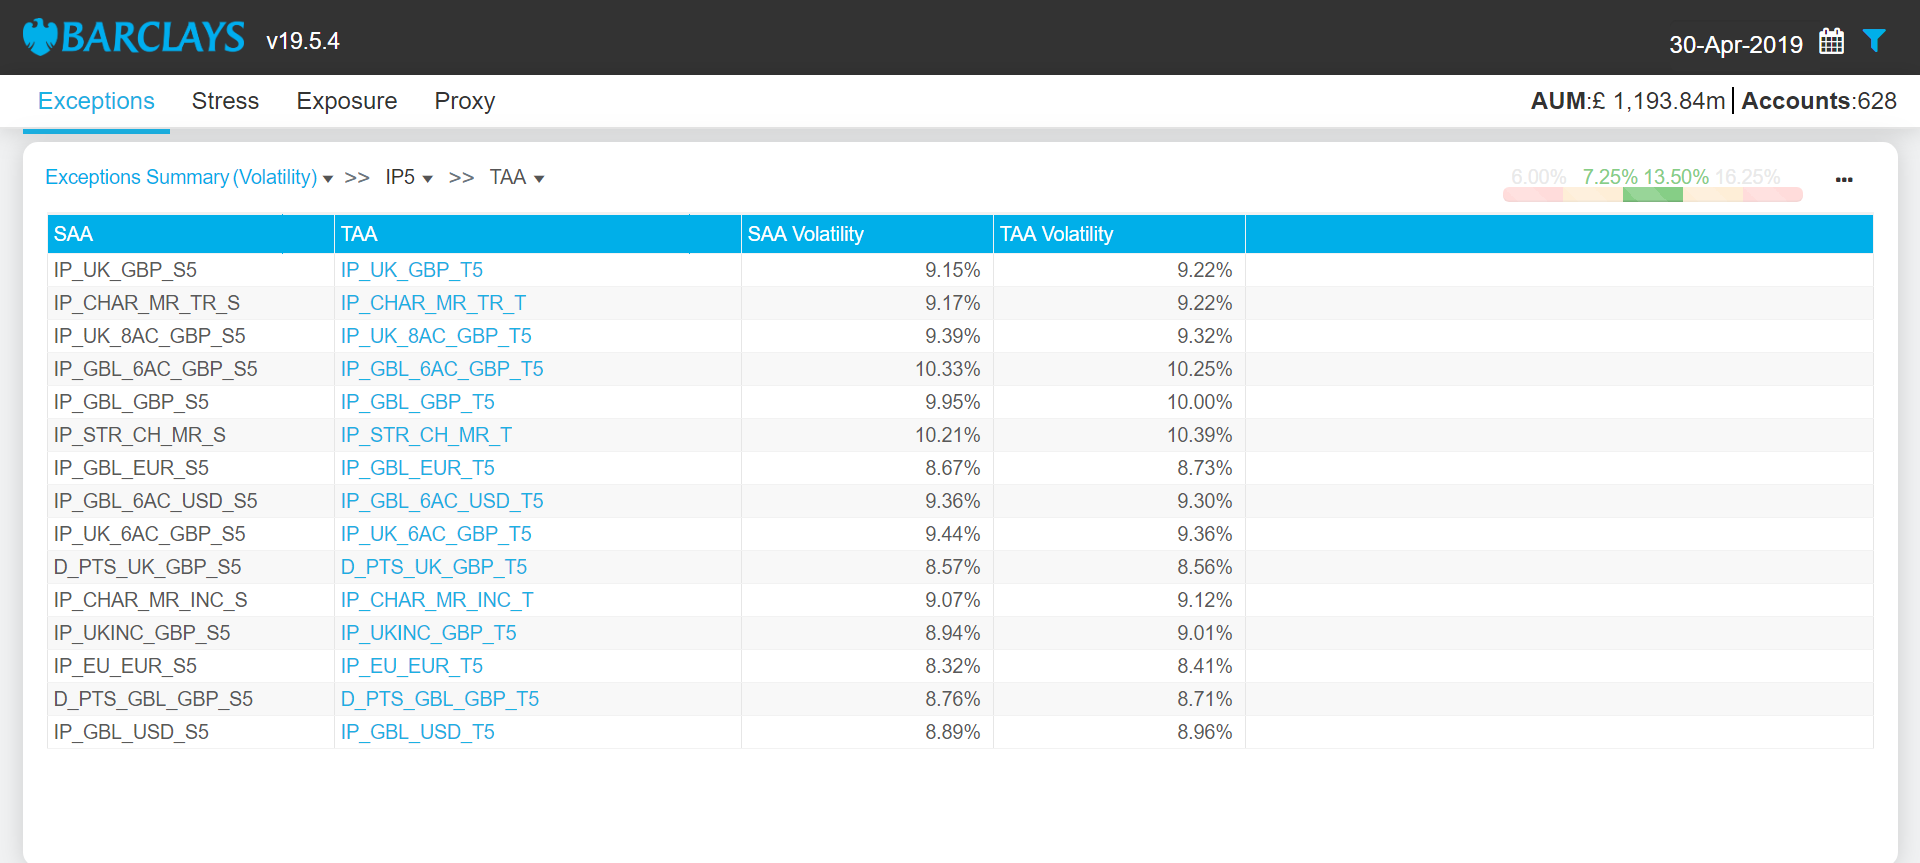 BARCLAYS v19.5.4 30-Apr-2019
Exceptions Stress Exposure Proxy AUM:£ 1,193.84m | Accounts:628
Exceptions Summary (Volatility) >> IP5 >> TAA 6.00% 7.25% 13.50% 16.25% ...
SAA TAA SAA Volatility TAA Volatility
IP_UK_GBP_S5 IP_UK_GBP_T5 9.15% 9.22%
IP_CHAR_MR_TR_S IP_CHAR_MR_TR_T 9.17% 9.22%
IP_UK_8AC_GBP_S5 IP_UK_8AC_GBP_T5 9.39% 9.32%
IP_GBL_6AC_GBP_S5 IP_GBL_6AC_GBP_T5 10.33% 10.25%
IP_GBL_GBP_S5 IP_GBL_GBP_T5 9.95% 10.00%
IP_STR_CH_MR_S IP_STR_CH_MR_T 10.21% 10.39%
IP_GBL_EUR_S5 IP_GBL_EUR_T5 8.67% 8.73%
IP_GBL_6AC_USD_S5 IP_GBL_6AC_USD_T5 9.36% 9.30%
IP_UK_6AC_GBP_S5 IP_UK_6AC_GBP_T5 9.44% 9.36%
D_PTS_UK_GBP_S5 D_PTS_UK_GBP_T5 8.57% 8.56%
IP_CHAR_MR_INC_S IP_CHAR_MR_INC_T 9.07% 9.12%
IP_UKINC_GBP_S5 IP_UKINC_GBP_T5 8.94% 9.01%
IP_EU_EUR_S5 IP_EU_EUR_T5 8.32% 8.41%
D_PTS_GBL_GBP_S5 D_PTS_GBL_GBP_T5 8.76% 8.71%
IP_GBL_USD_S5 IP_GBL_USD_T5 8.89% 8.96%